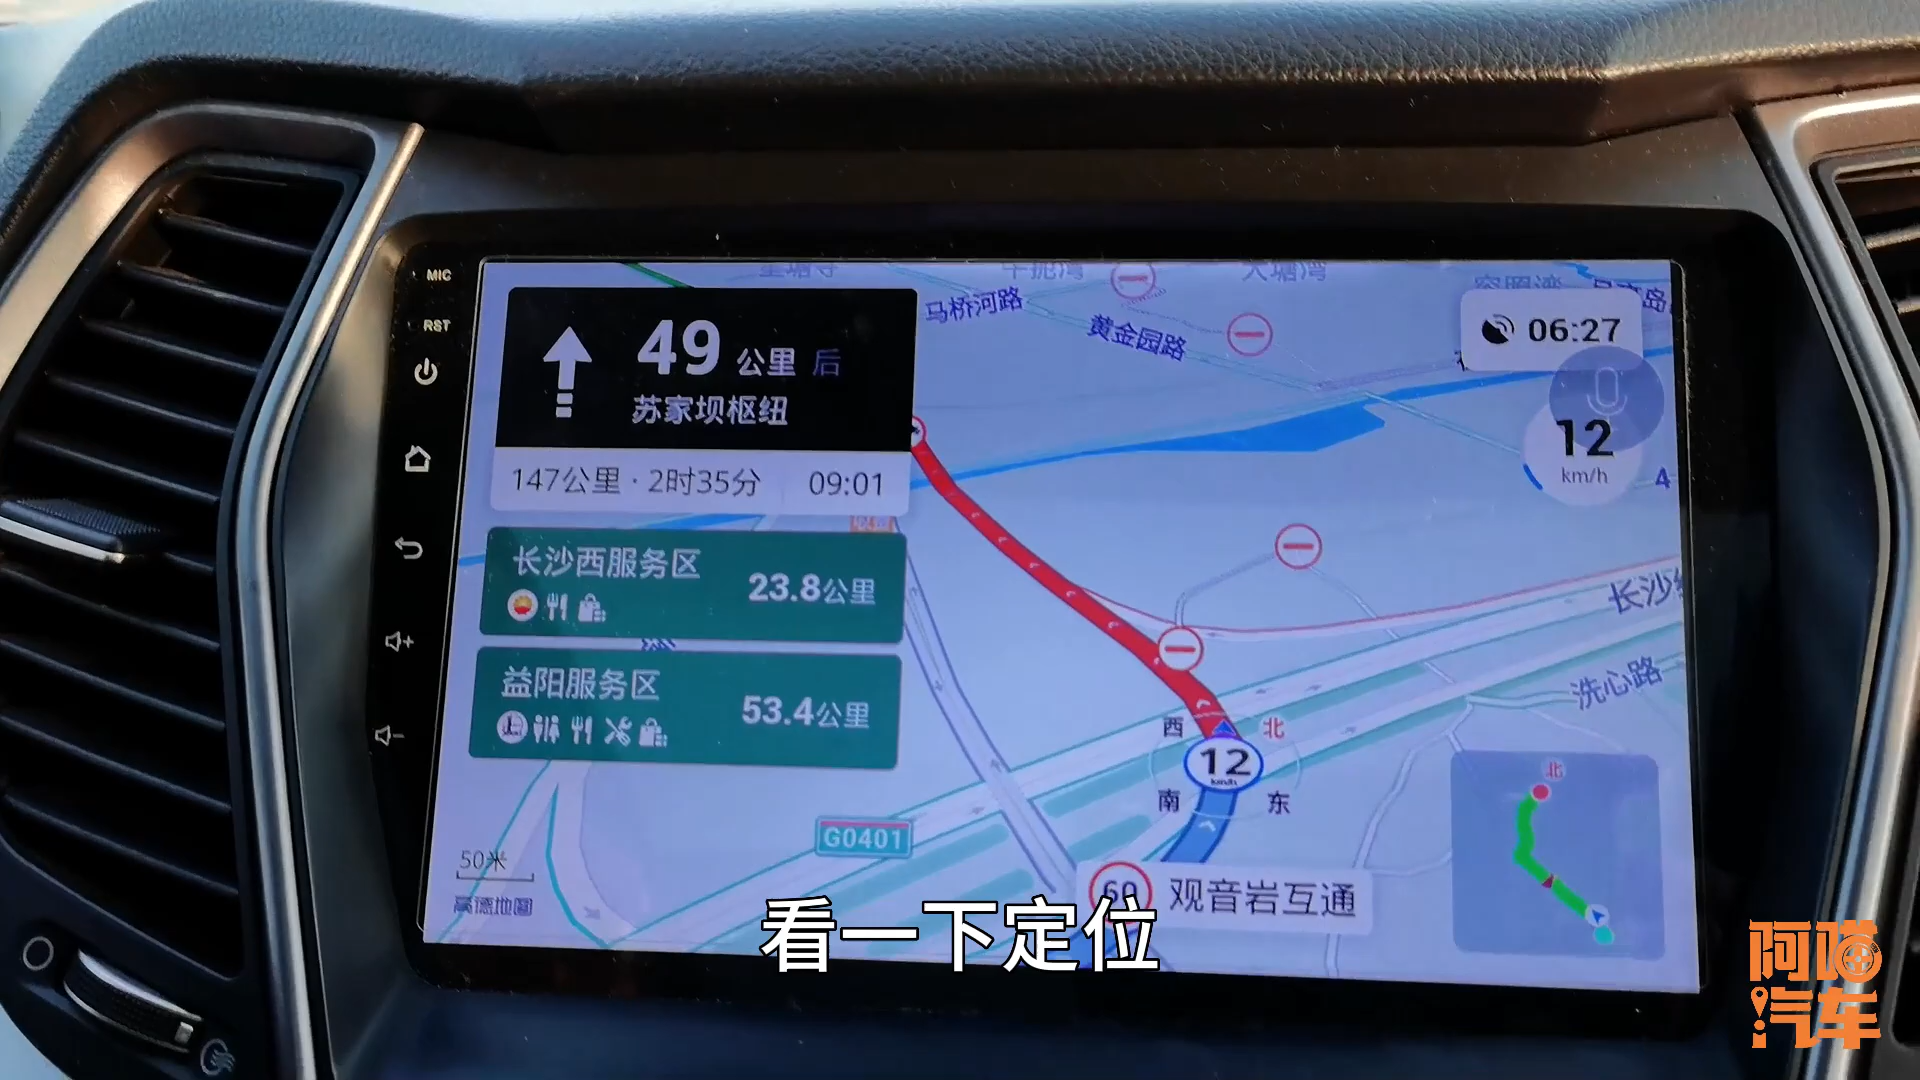 MIC
RST
马桥河路
黄金园路
06:27
49 公里 后
苏家坝枢纽
147公里 · 2时35分 09:01
12
km/h
4
长沙西服务区
23.8公里
益阳服务区
53.4公里
洗心路
西 北
12
km/h
南 东
北
G0401
50米
高德地图
60 观音岩互通
看一下定位
阿喵
汽车